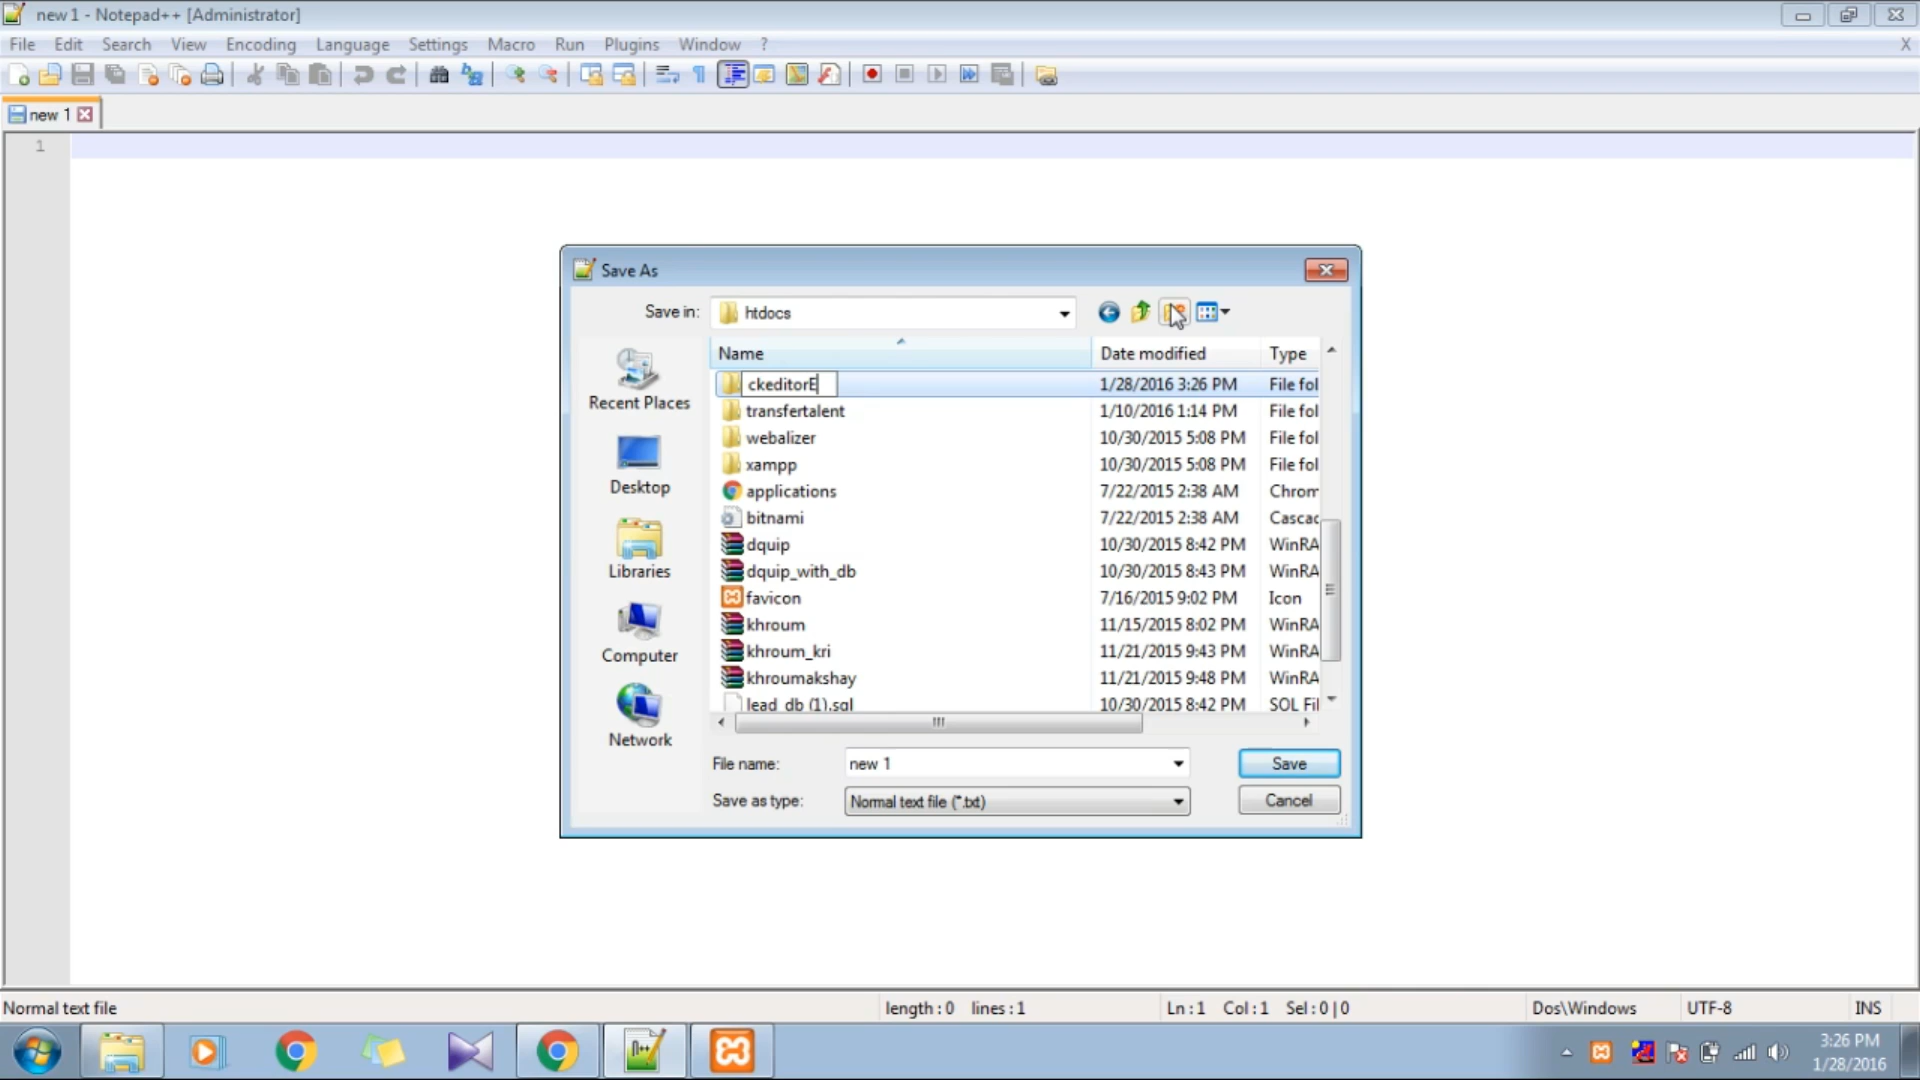 new 1 - Notepad++ [Administrator]
File Edit Search View Encoding Language Settings Macro Run Plugins Window ? X
new 1
1
Save As
Save in: htdocs
Name Date modified Type
ckeditorE 1/28/2016 3:26 PM File fol
transfertalent 1/10/2016 1:14 PM File fol
webalizer 10/30/2015 5:08 PM File fol
xampp 10/30/2015 5:08 PM File fol
applications 7/22/2015 2:38 AM Chrom
bitnami 7/22/2015 2:38 AM Cascac
dquip 10/30/2015 8:42 PM WinRA
dquip_with_db 10/30/2015 8:43 PM WinRA
favicon 7/16/2015 9:02 PM Icon
khroum 11/15/2015 8:02 PM WinRA
khroum_kri 11/21/2015 9:43 PM WinRA
khroumakshay 11/21/2015 9:48 PM WinRA
lead_db (1).sql 10/30/2015 8:42 PM SQL Fil
Recent Places
Desktop
Libraries
Computer
Network
File name: new 1 Save
Save as type: Normal text file (*.txt) Cancel
Normal text file length : 0 lines : 1 Ln : 1 Col : 1 Sel : 0 | 0 Dos\Windows UTF-8 INS
3:26 PM
1/28/2016